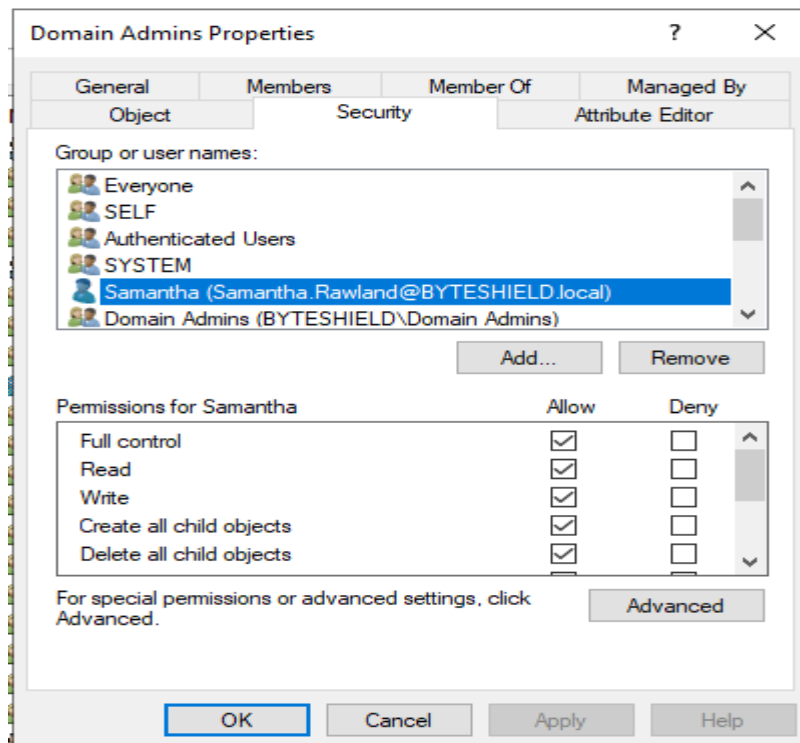 Domain Admins Properties ? ×
General Members Member Of Managed By
Object Security Attribute Editor
Group or user names:
Everyone
SELF
Authenticated Users
SYSTEM
Samantha (Samantha.Rawland@BYTESHIELD.local)
Domain Admins (BYTESHIELD\Domain Admins)
Add... Remove
Permissions for Samantha Allow Deny
Full control
Read
Write
Create all child objects
Delete all child objects
For special permissions or advanced settings, click
Advanced.
Advanced
OK Cancel Apply Help